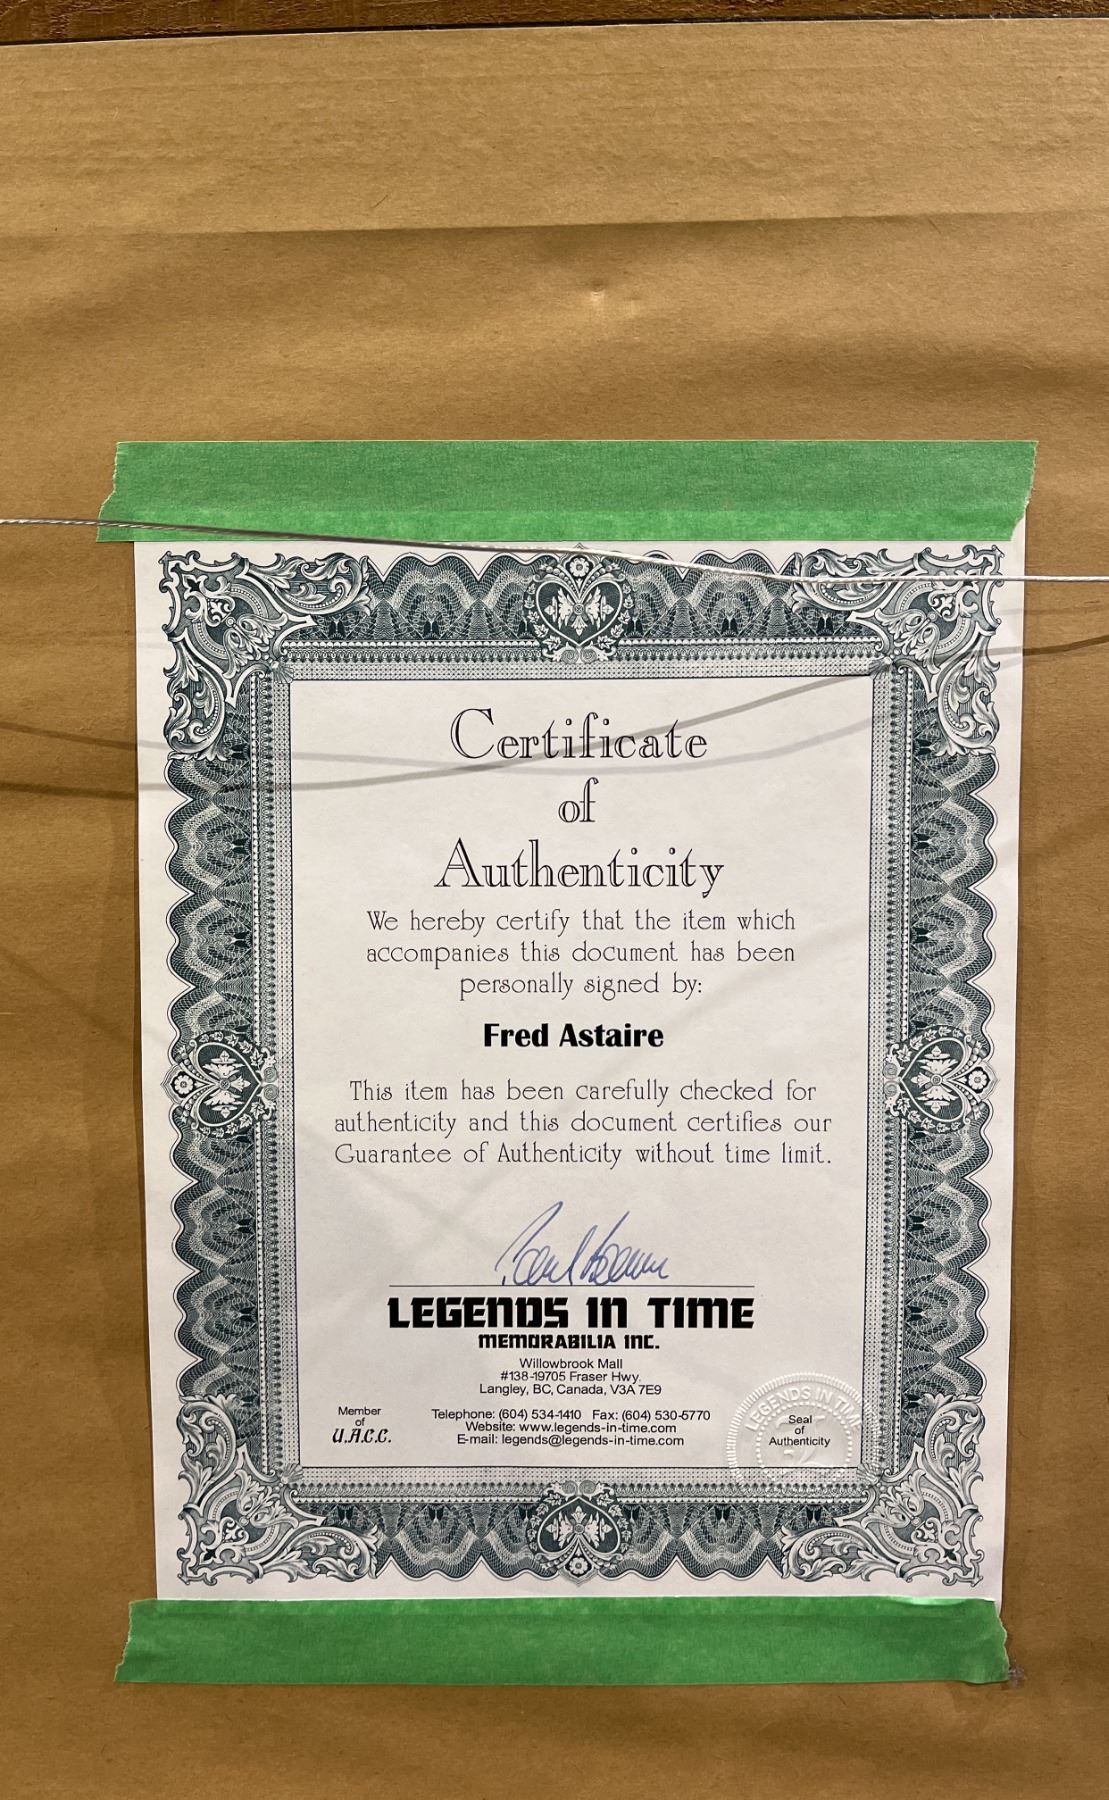 Certificate
of
Authenticity
We hereby certify that the item which
accompanies this document has been
personally signed by:
Fred Astaire
This item has been carefully checked for
authenticity and this document certifies our
Guarantee of Authenticity without time limit.
LEGENDS IN TIME
MEMORABILIA INC.
Willowbrook Mall
#138-19705 Fraser Hwy.
Langley, BC, Canada, V3A 7E9
Telephone: (604) 534-1410 Fax: (604) 530-5770
Website: www.legends-in-time.com
E-mail: legends@legends-in-time.com
Member
of
U.A.C.C.
LEGENDS IN TIME
Seal
of
Authenticity